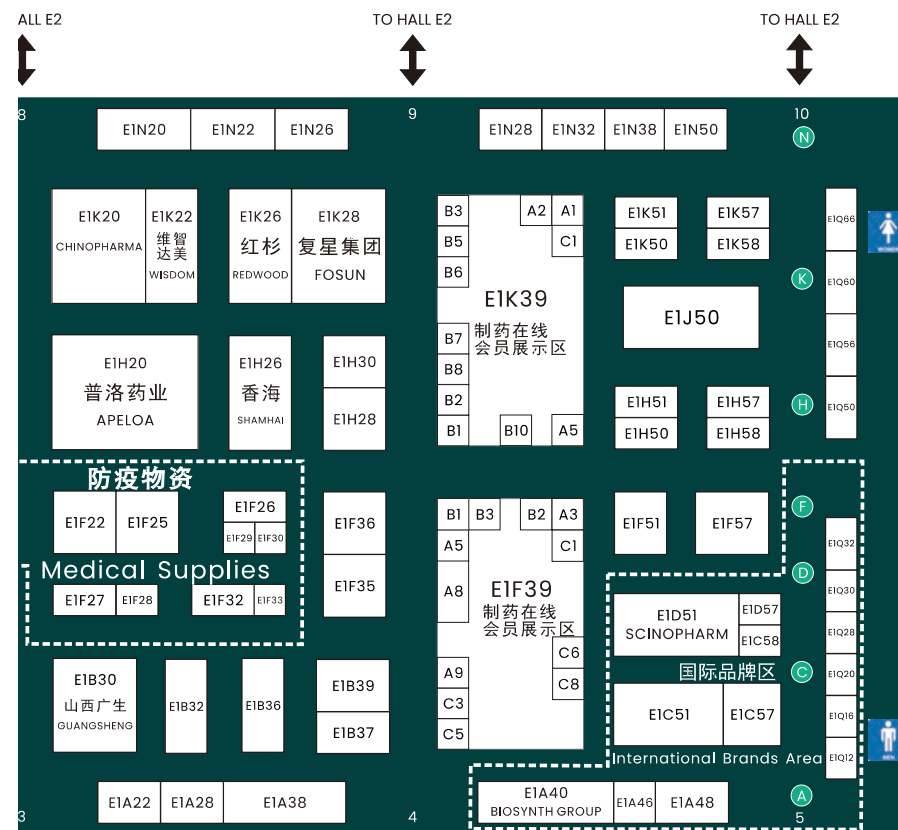 ALL E2
TO HALL E2
TO HALL E2
8
9
10
N
E1N20
E1N22
E1N26
E1N28
E1N32
E1N38
E1N50
E1K20
CHINOPHARMA
E1K22
维智
达美
WISDOM
E1K26
红杉
REDWOOD
E1K28
复星集团
FOSUN
B3
A2
A1
B5
C1
B6
E1K39
制药在线
会员展示区
B7
B8
B2
B1
B10
A5
E1K51
E1K50
E1K57
E1K58
E1J50
E1Q66
WOMEN
K
E1Q60
E1Q56
E1Q50
E1H20
普洛药业
APELOA
E1H26
香海
SHAMHAI
E1H30
E1H28
E1H51
E1H50
E1H57
E1H58
H
防疫物资
E1F22
E1F25
E1F26
E1F29
E1F30
Medical Supplies
E1F27
E1F28
E1F32
E1F33
E1F36
E1F35
B1
B3
B2
A3
A5
C1
A8
E1F39
制药在线
会员展示区
C6
A9
C8
C3
C5
E1F51
E1F57
F
E1Q32
D
E1Q30
E1D51
SCINOPHARM
E1D57
E1C58
E1Q28
国际品牌区
C
E1Q20
E1C51
E1C57
E1Q16
E1Q12
MEN
International Brands Area
E1B30
山西广生
GUANGSHENG
E1B32
E1B36
E1B39
E1B37
E1A22
E1A28
E1A38
E1A40
BIOSYNTH GROUP
E1A46
E1A48
A
3
4
5